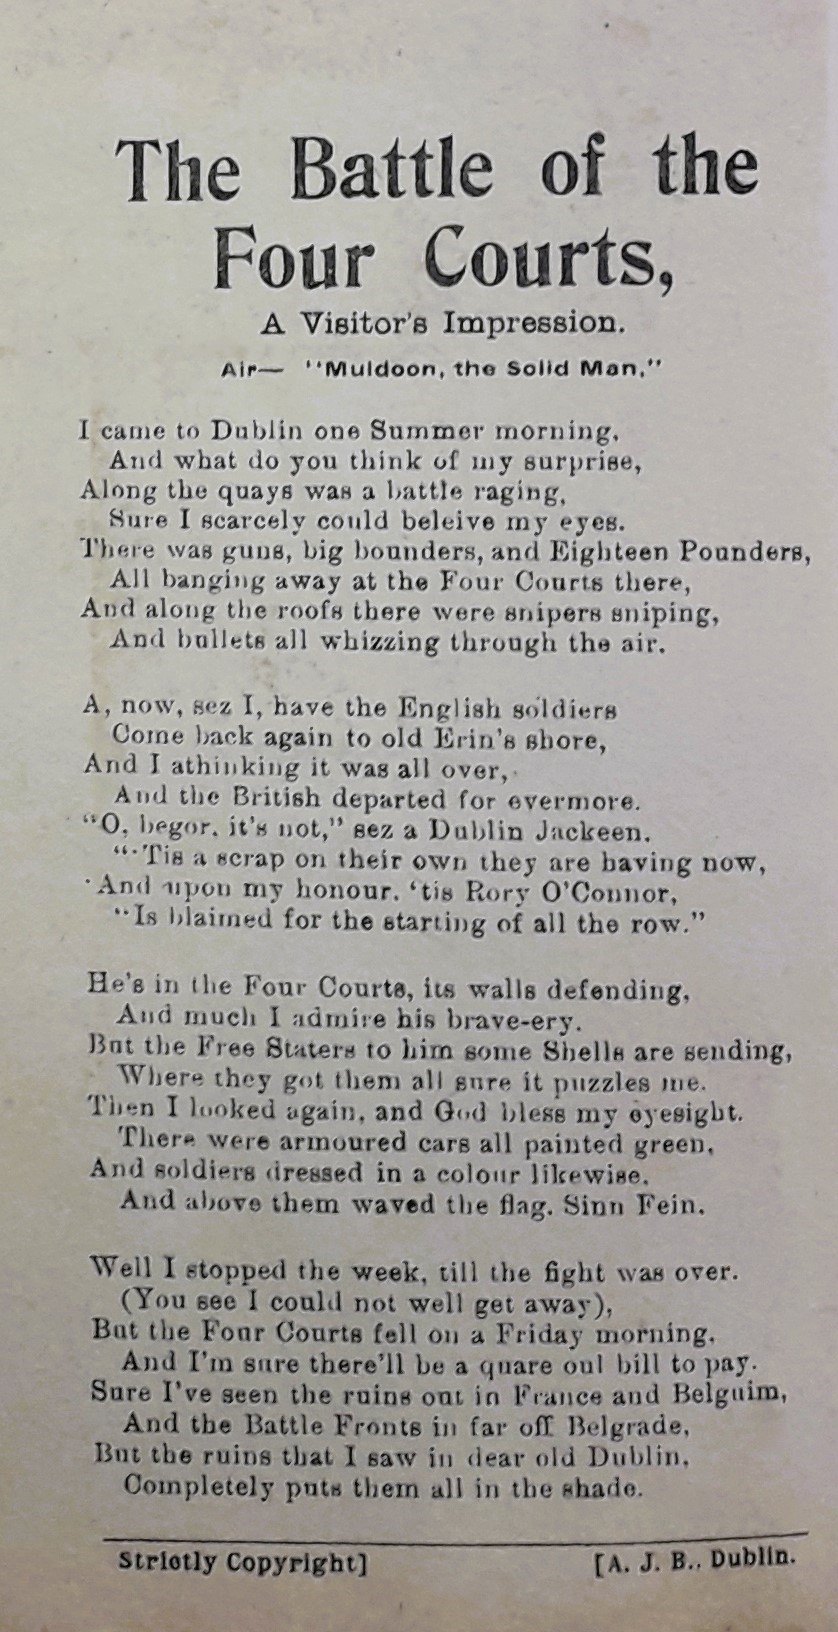 The Battle of the
Four Courts,
A Visitor's Impression.
Air— "Muldoon, the Solid Man,"
I came to Dublin one Summer morning,
And what do you think of my surprise,
Along the quays was a battle raging,
Sure I scarcely could beleive my eyes.
There was guns, big bounders, and Eighteen Pounders,
All banging away at the Four Courts there,
And along the roofs there were snipers sniping,
And bullets all whizzing through the air.
A, now, sez I, have the English soldiers
Come back again to old Erin's shore,
And I athinking it was all over,
And the British departed for evermore.
"O, begor, it's not," sez a Dublin Jackeen,
"'Tis a scrap on their own they are having now,
'And upon my honour, 'tis Rory O'Connor,
"Is blaimed for the starting of all the row."
He's in the Four Courts, its walls defending,
And much I admire his brave-ery.
But the Free Staters to him some Shells are sending,
Where they got them all sure it puzzles me.
Then I looked again, and God bless my eyesight.
There were armoured cars all painted green,
And soldiers dressed in a colour likewise,
And above them waved the flag, Sinn Fein.
Well I stopped the week, till the fight was over.
(You see I could not well get away),
But the Four Courts fell on a Friday morning,
And I'm sure there'll be a quare oul bill to pay.
Sure I've seen the ruins out in France and Belguim,
And the Battle Fronts in far off Belgrade,
But the ruins that I saw in dear old Dublin,
Completely puts them all in the shade.
Strictly Copyright]
[A. J. B., Dublin.